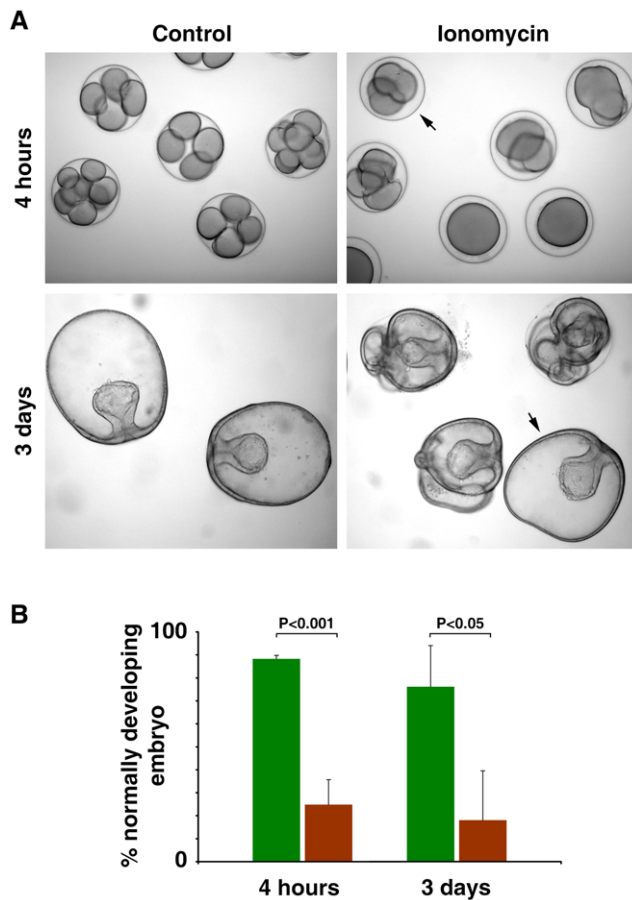 A
Control
Ionomycin
4 hours
3 days
B
% normally developing
embryo
100
0
P<0.001
P<0.05
4 hours
3 days